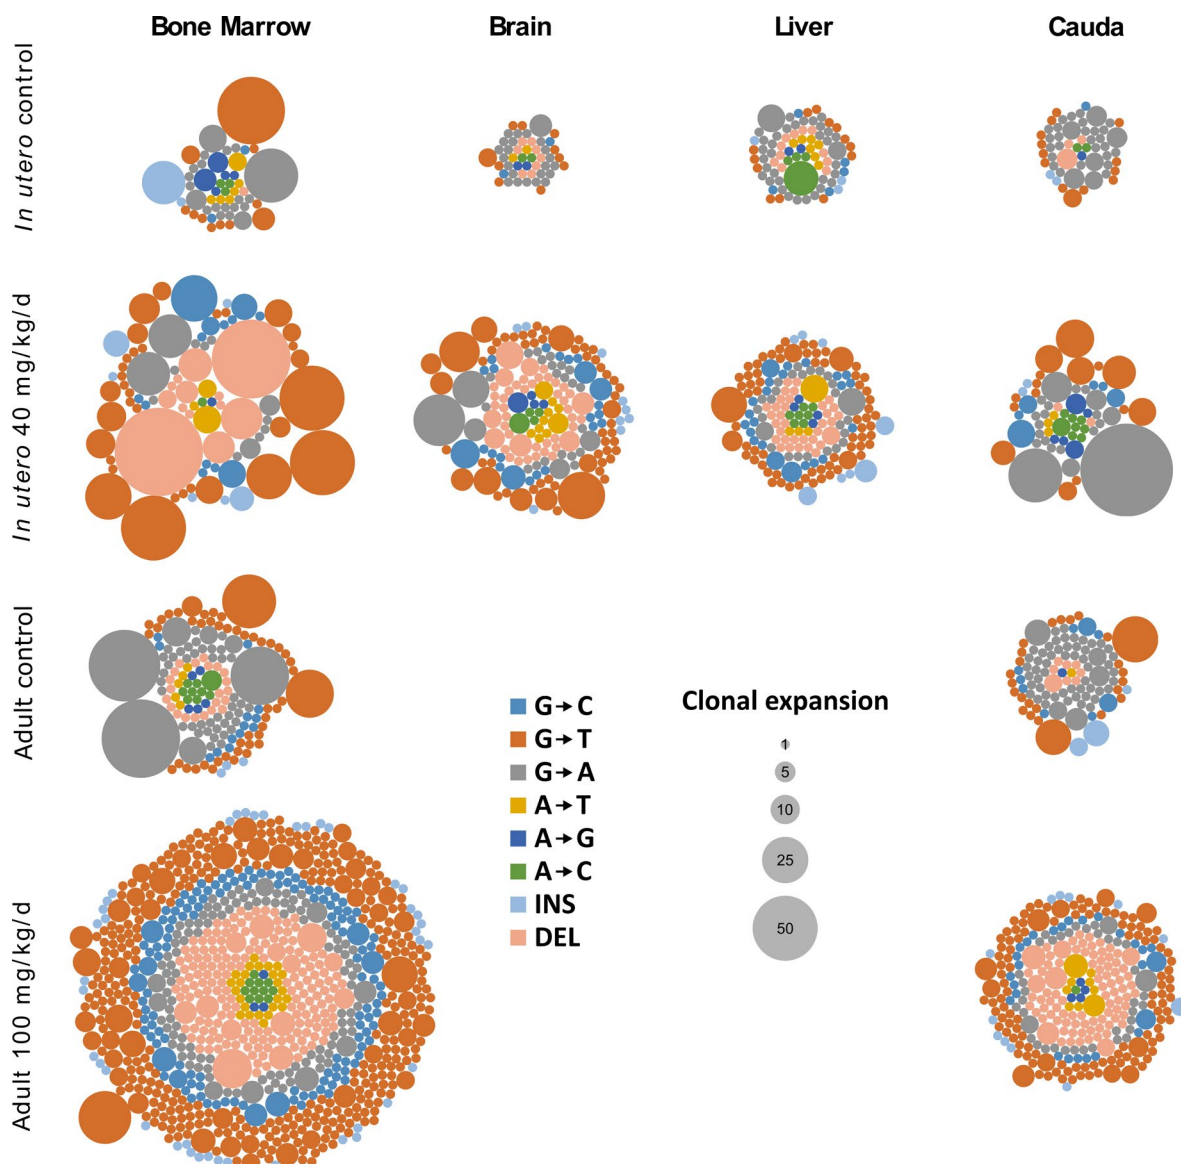 Bone Marrow Brain Liver Cauda
In utero control
In utero 40 mg/kg/d
Adult control
Adult 100 mg/kg/d
G→C
G→T
G→A
A→T
A→G
A→C
INS
DEL
Clonal expansion
1
5
10
25
50